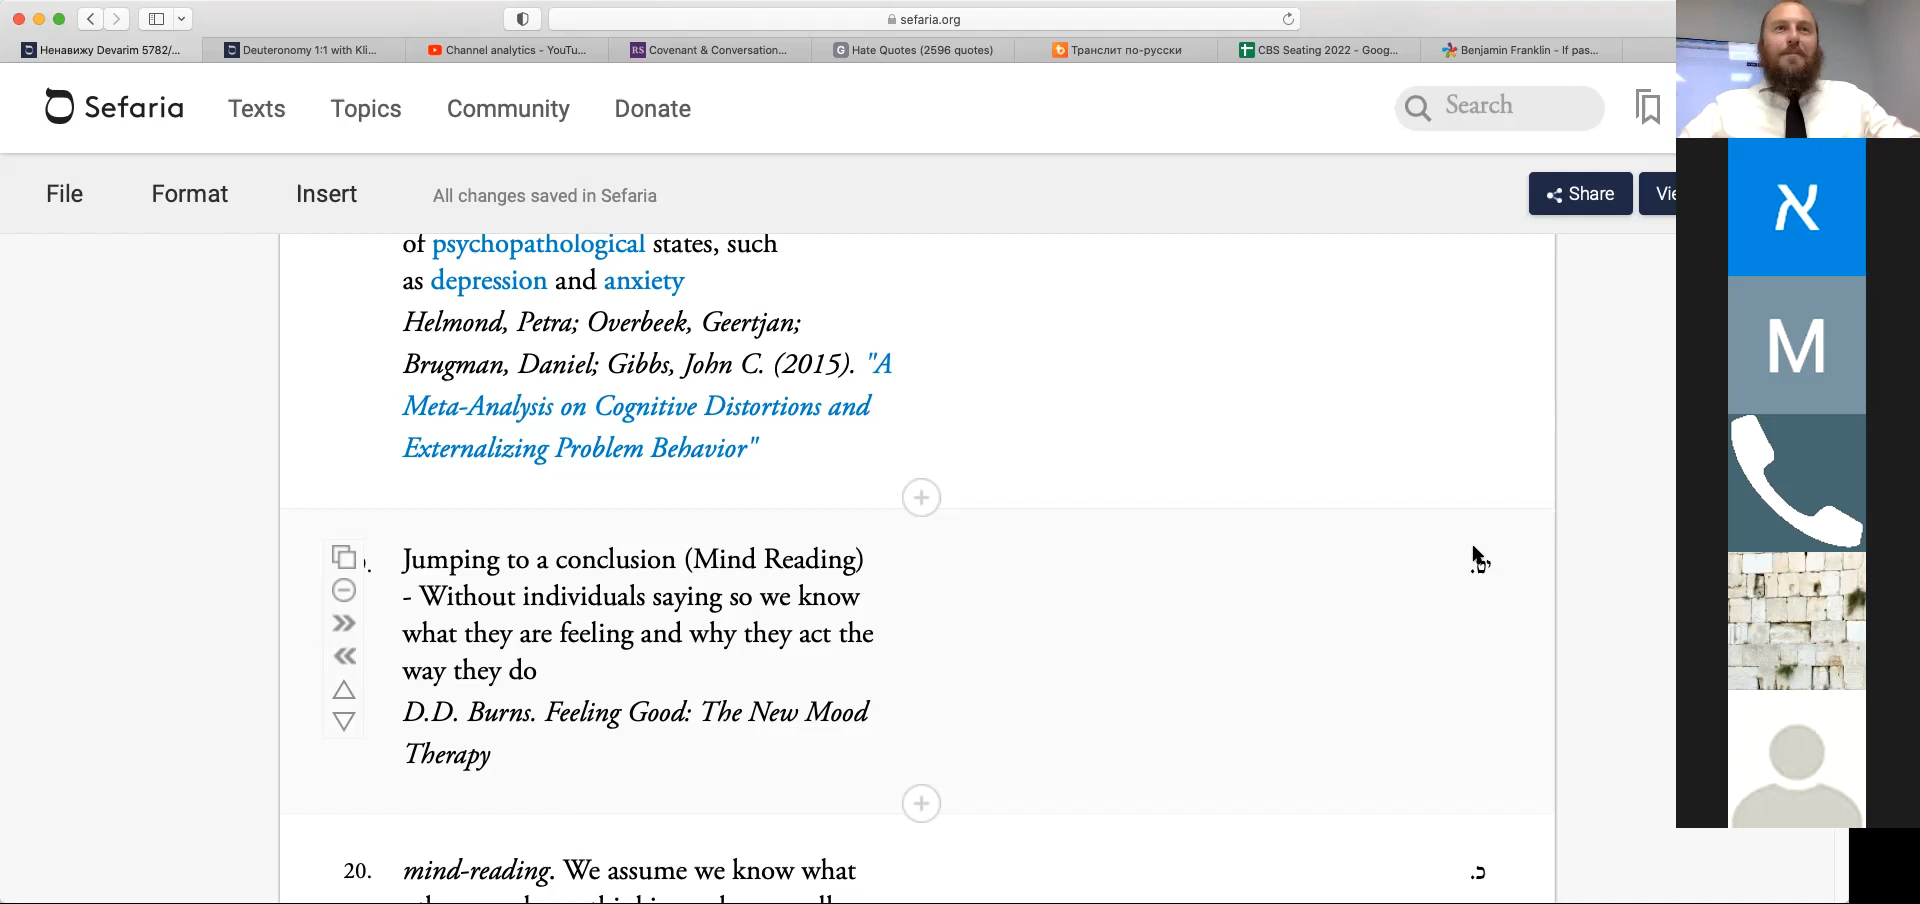 sefaria.org
Ненавижу Devarim 5782/...
Deuteronomy 1:1 with Kli...
Channel analytics - YouTu...
RS Covenant & Conversation...
G Hate Quotes (2596 quotes)
Транслит по-русски
CBS Seating 2022 - Goog...
Benjamin Franklin - If pas...
Sefaria Texts Topics Community Donate Search
File Format Insert All changes saved in Sefaria Share
of psychopathological states, such
as depression and anxiety
Helmond, Petra; Overbeek, Geertjan;
Brugman, Daniel; Gibbs, John C. (2015). "A
Meta-Analysis on Cognitive Distortions and
Externalizing Problem Behavior"
Jumping to a conclusion (Mind Reading)
- Without individuals saying so we know
what they are feeling and why they act the
way they do
D.D. Burns. Feeling Good: The New Mood
Therapy
20. mind-reading. We assume we know what כ.
א
M